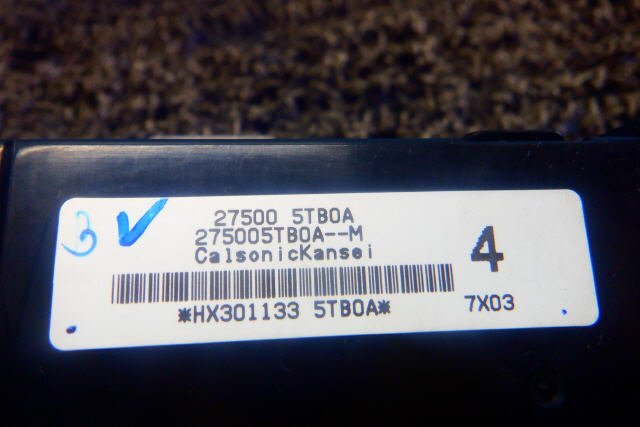 3
27500 5TB0A
275005TB0A--M
CalsonicKansei
4
*HX301133 5TB0A*
7X03